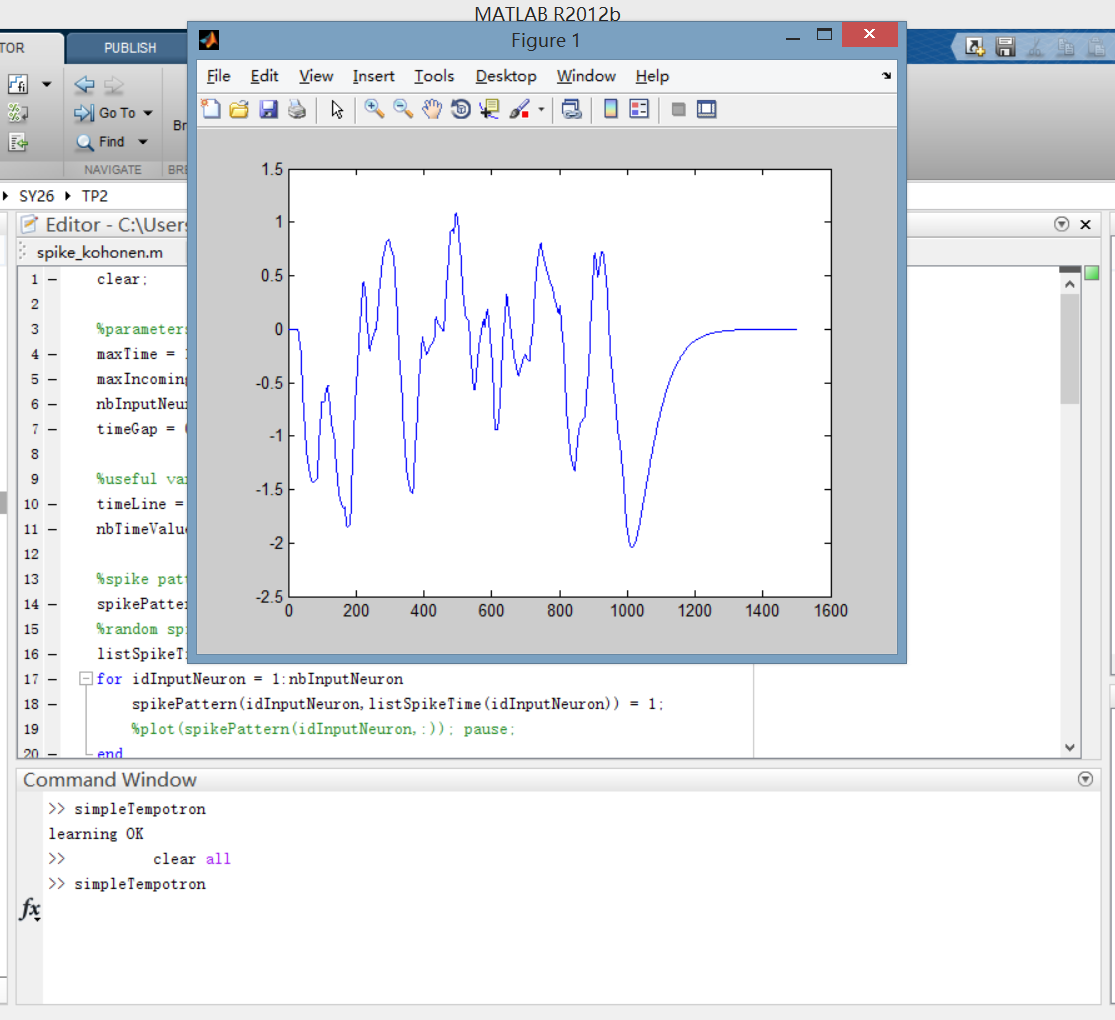 MATLAB R2012b
Figure 1
PUBLISH
File Edit View Insert Tools Desktop Window Help
Go To
Find
NAVIGATE
SY26 TP2
Editor - C:\Users
spike_kohonen.m
1.5
1
0.5
0
-0.5
-1
-1.5
-2
-2.5
0 200 400 600 800 1000 1200 1400 1600
1 clear;
2
3 %parameters
4 maxTime =
5 maxIncoming
6 nbInputNeur
7 timeGap =
8
9 %useful va
10 timeLine =
11 nbTimeValue
12
13 %spike pat
14 spikePatter
15 %random sp
16 listSpikeT
17 for idInputNeuron = 1:nbInputNeuron
18 spikePattern(idInputNeuron,listSpikeTime(idInputNeuron)) = 1;
19 %plot(spikePattern(idInputNeuron,:)); pause;
20 end
Command Window
>> simpleTempotron
learning OK
>> clear all
>> simpleTempotron
fx